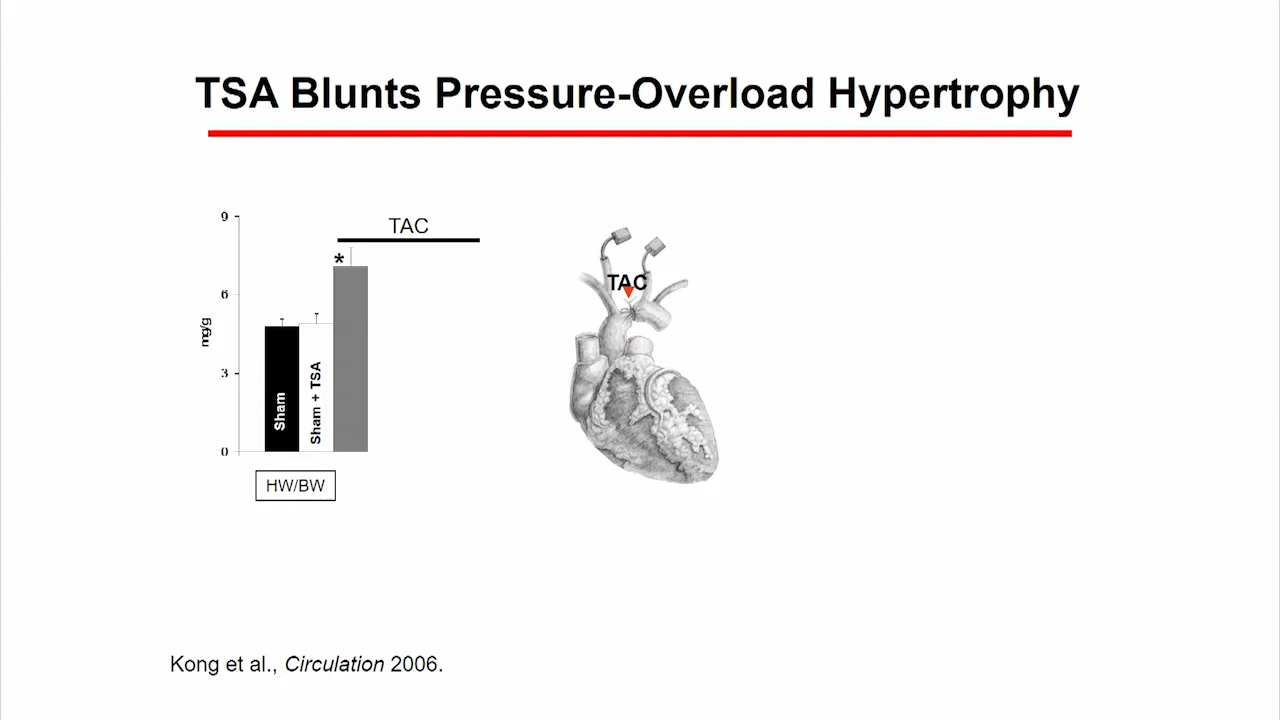 TSA Blunts Pressure-Overload Hypertrophy
9
6
3
0
mg/g
TAC
*
Sham
Sham + TSA
HW/BW
TAC
Kong et al., Circulation 2006.